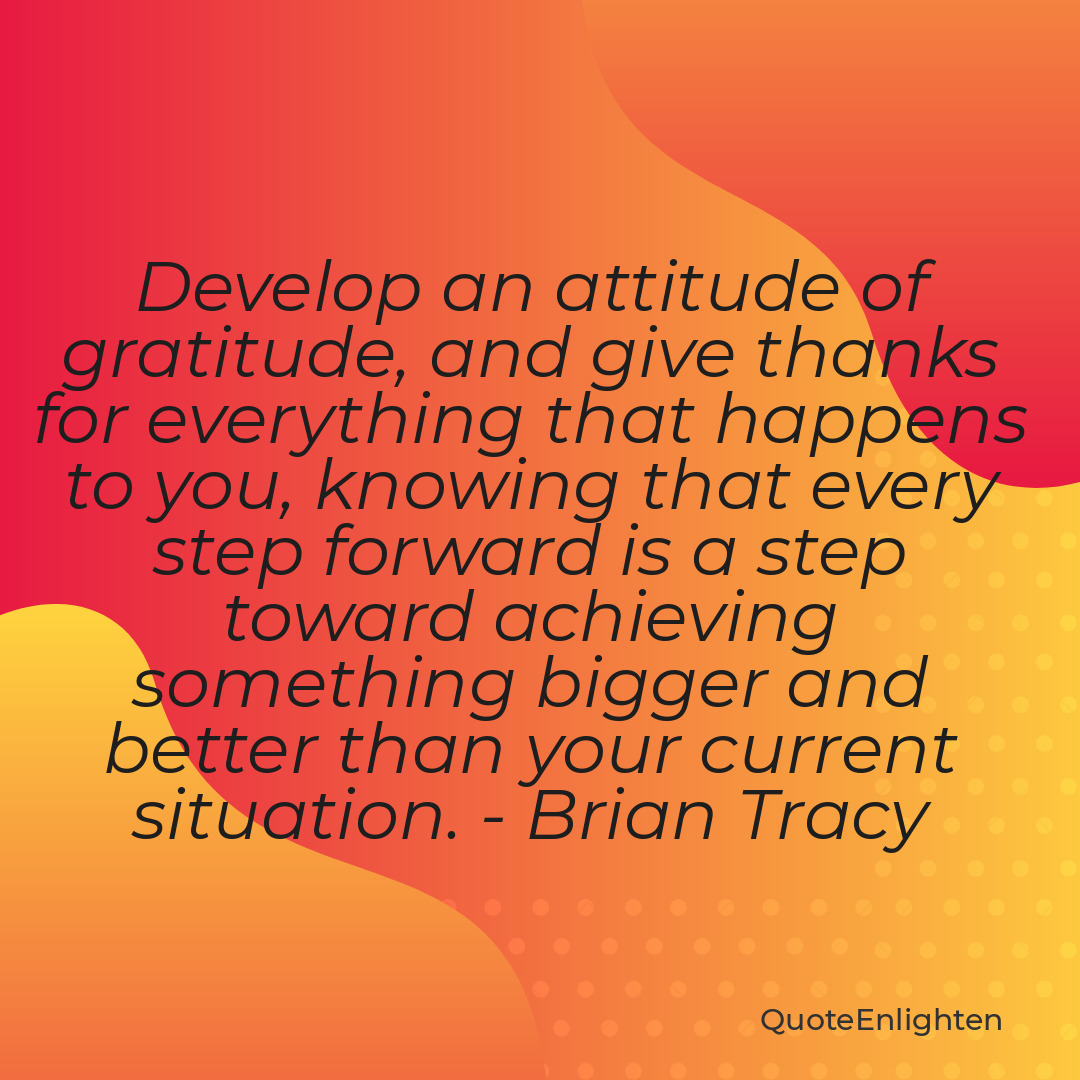 Develop an attitude of
gratitude, and give thanks
for everything that happens
to you, knowing that every
step forward is a step
toward achieving
something bigger and
better than your current
situation. - Brian Tracy
QuoteEnlighten